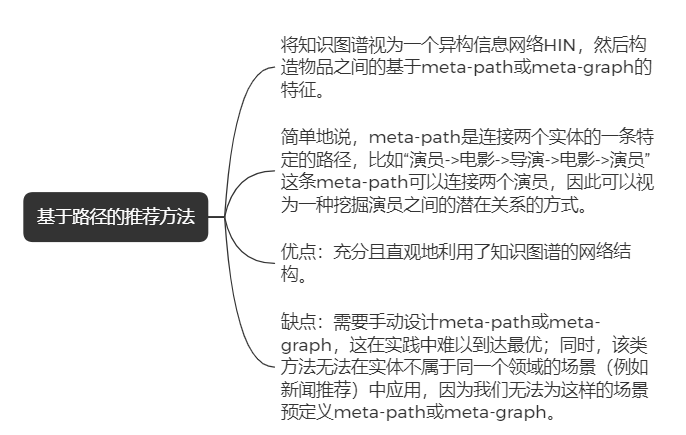 基于路径的推荐方法
将知识图谱视为一个异构信息网络HIN，然后构
造物品之间的基于meta-path或meta-graph的
特征。
简单地说，meta-path是连接两个实体的一条特
定的路径，比如“演员->电影->导演->电影->演员”
这条meta-path可以连接两个演员，因此可以视
为一种挖掘演员之间的潜在关系的方式。
优点：充分且直观地利用了知识图谱的网络结
构。
缺点：需要手动设计meta-path或meta-
graph，这在实践中难以到达最优；同时，该类
方法无法在实体不属于同一个领域的场景（例如
新闻推荐）中应用，因为我们无法为这样的场景
预定义meta-path或meta-graph。